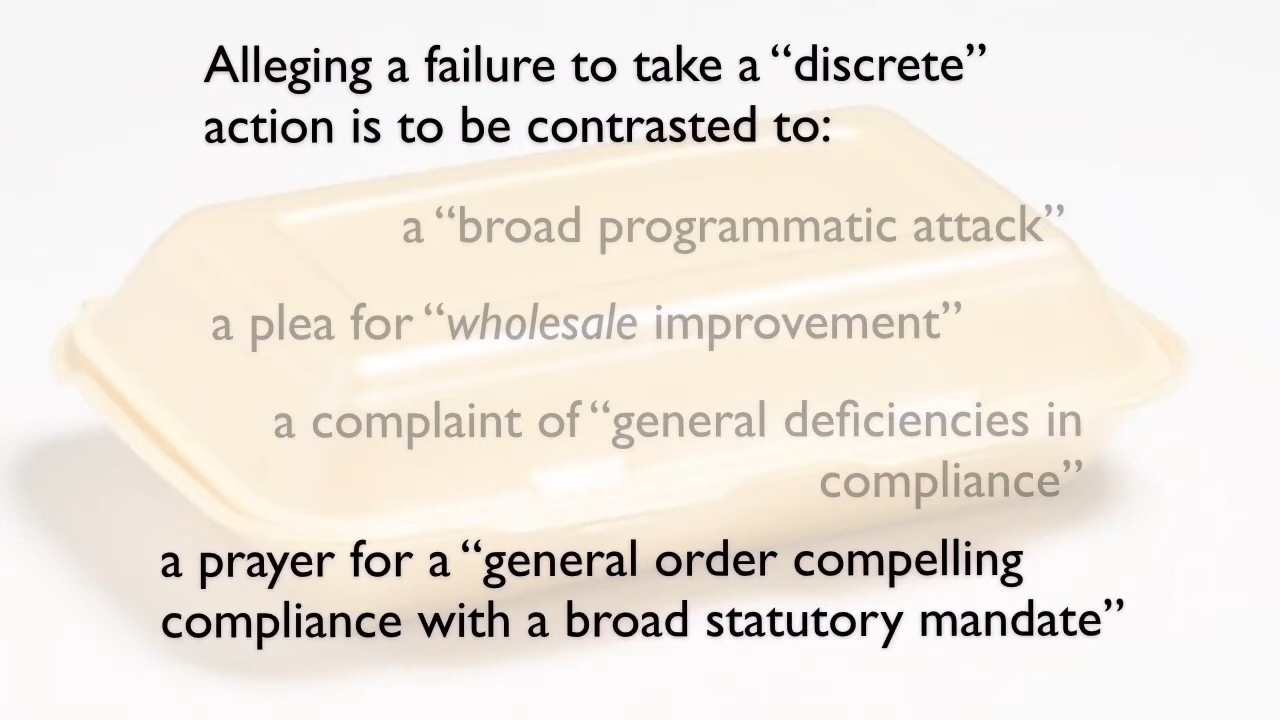 Alleging a failure to take a “discrete”
action is to be contrasted to:
a “broad programmatic attack”
a plea for “wholesale improvement”
a complaint of “general deficiencies in
compliance”
a prayer for a “general order compelling
compliance with a broad statutory mandate”